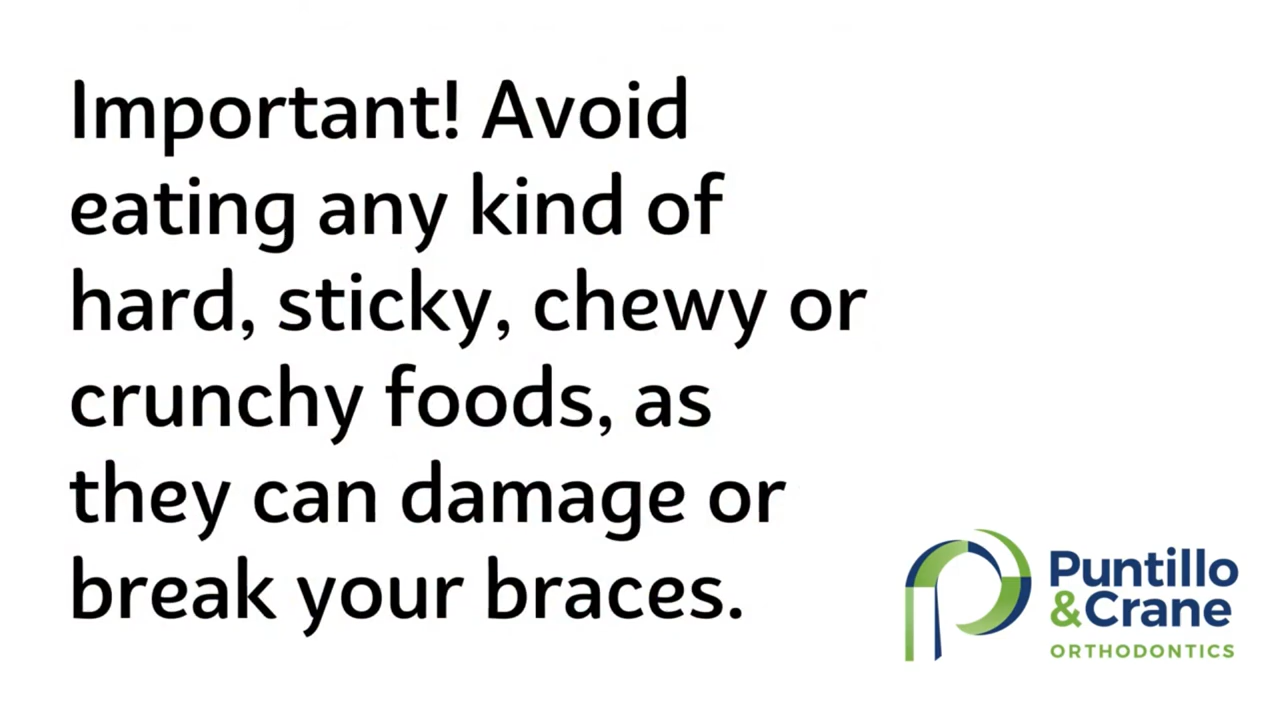 Important! Avoid
eating any kind of
hard, sticky, chewy or
crunchy foods, as
they can damage or
break your braces.
Puntillo
&Crane
ORTHODONTICS